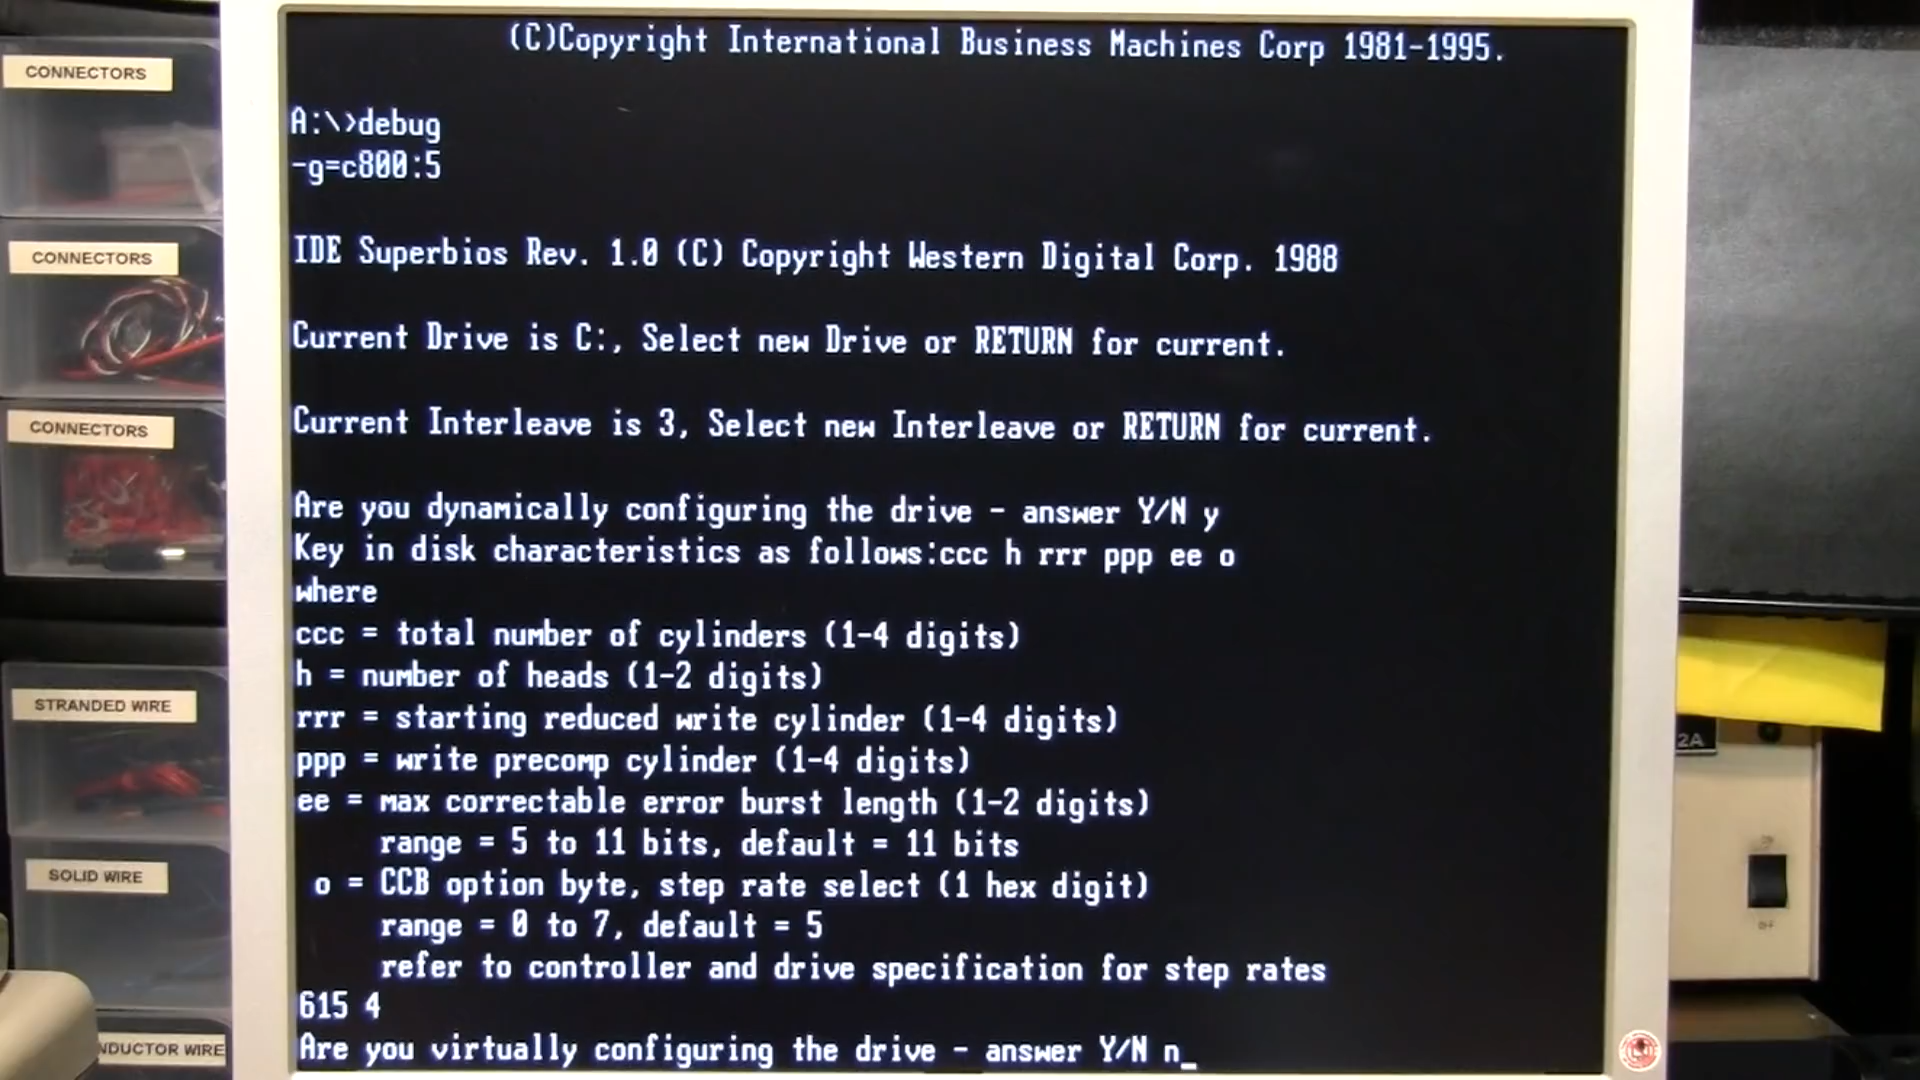 (C)Copyright International Business Machines Corp 1981-1995.
A:\>debug
-g=c800:5
IDE Superbios Rev. 1.0 (C) Copyright Western Digital Corp. 1988
Current Drive is C:, Select new Drive or RETURN for current.
Current Interleave is 3, Select new Interleave or RETURN for current.
Are you dynamically configuring the drive - answer Y/N y
Key in disk characteristics as follows:ccc h rrr ppp ee o
where
ccc = total number of cylinders (1-4 digits)
h = number of heads (1-2 digits)
rrr = starting reduced write cylinder (1-4 digits)
ppp = write precomp cylinder (1-4 digits)
ee = max correctable error burst length (1-2 digits)
range = 5 to 11 bits, default = 11 bits
o = CCB option byte, step rate select (1 hex digit)
range = 0 to 7, default = 5
refer to controller and drive specification for step rates
615 4
Are you virtually configuring the drive - answer Y/N n_
CONNECTORS
CONNECTORS
CONNECTORS
STRANDED WIRE
SOLID WIRE
NDUCTOR WIRE
2A
OFF